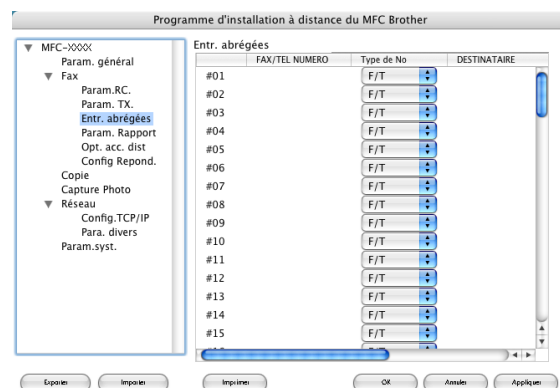 Programme d'installation à distance du MFC Brother
MFC-XXXX
Param. général
Fax
Param.RC.
Param. TX.
Entr. abrégées
Param. Rapport
Opt. acc. dist
Config Repond.
Copie
Capture Photo
Réseau
Config.TCP/IP
Para. divers
Param.syst.
Entr. abrégées
FAX/TEL NUMERO Type de No DESTINATAIRE
#01 F/T
#02 F/T
#03 F/T
#04 F/T
#05 F/T
#06 F/T
#07 F/T
#08 F/T
#09 F/T
#10 F/T
#11 F/T
#12 F/T
#13 F/T
#14 F/T
#15 F/T
Exporter Importer Imprimer OK Annuler Appliquer